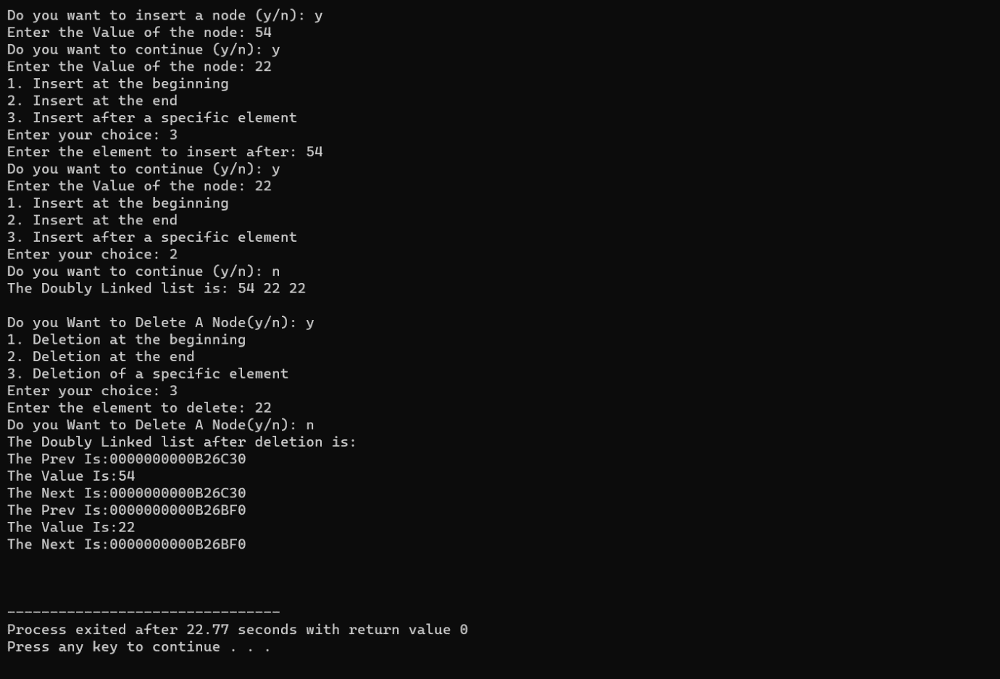 Do you want to insert a node (y/n): y
Enter the Value of the node: 54
Do you want to continue (y/n): y
Enter the Value of the node: 22
1. Insert at the beginning
2. Insert at the end
3. Insert after a specific element
Enter your choice: 3
Enter the element to insert after: 54
Do you want to continue (y/n): y
Enter the Value of the node: 22
1. Insert at the beginning
2. Insert at the end
3. Insert after a specific element
Enter your choice: 2
Do you want to continue (y/n): n
The Doubly Linked list is: 54 22 22
Do you Want to Delete A Node(y/n): y
1. Deletion at the beginning
2. Deletion at the end
3. Deletion of a specific element
Enter your choice: 3
Enter the element to delete: 22
Do you Want to Delete A Node(y/n): n
The Doubly Linked list after deletion is:
The Prev Is:0000000000B26C30
The Value Is:54
The Next Is:0000000000B26C30
The Prev Is:0000000000B26BF0
The Value Is:22
The Next Is:0000000000B26BF0
--------------------------------
Process exited after 22.77 seconds with return value 0
Press any key to continue . . .